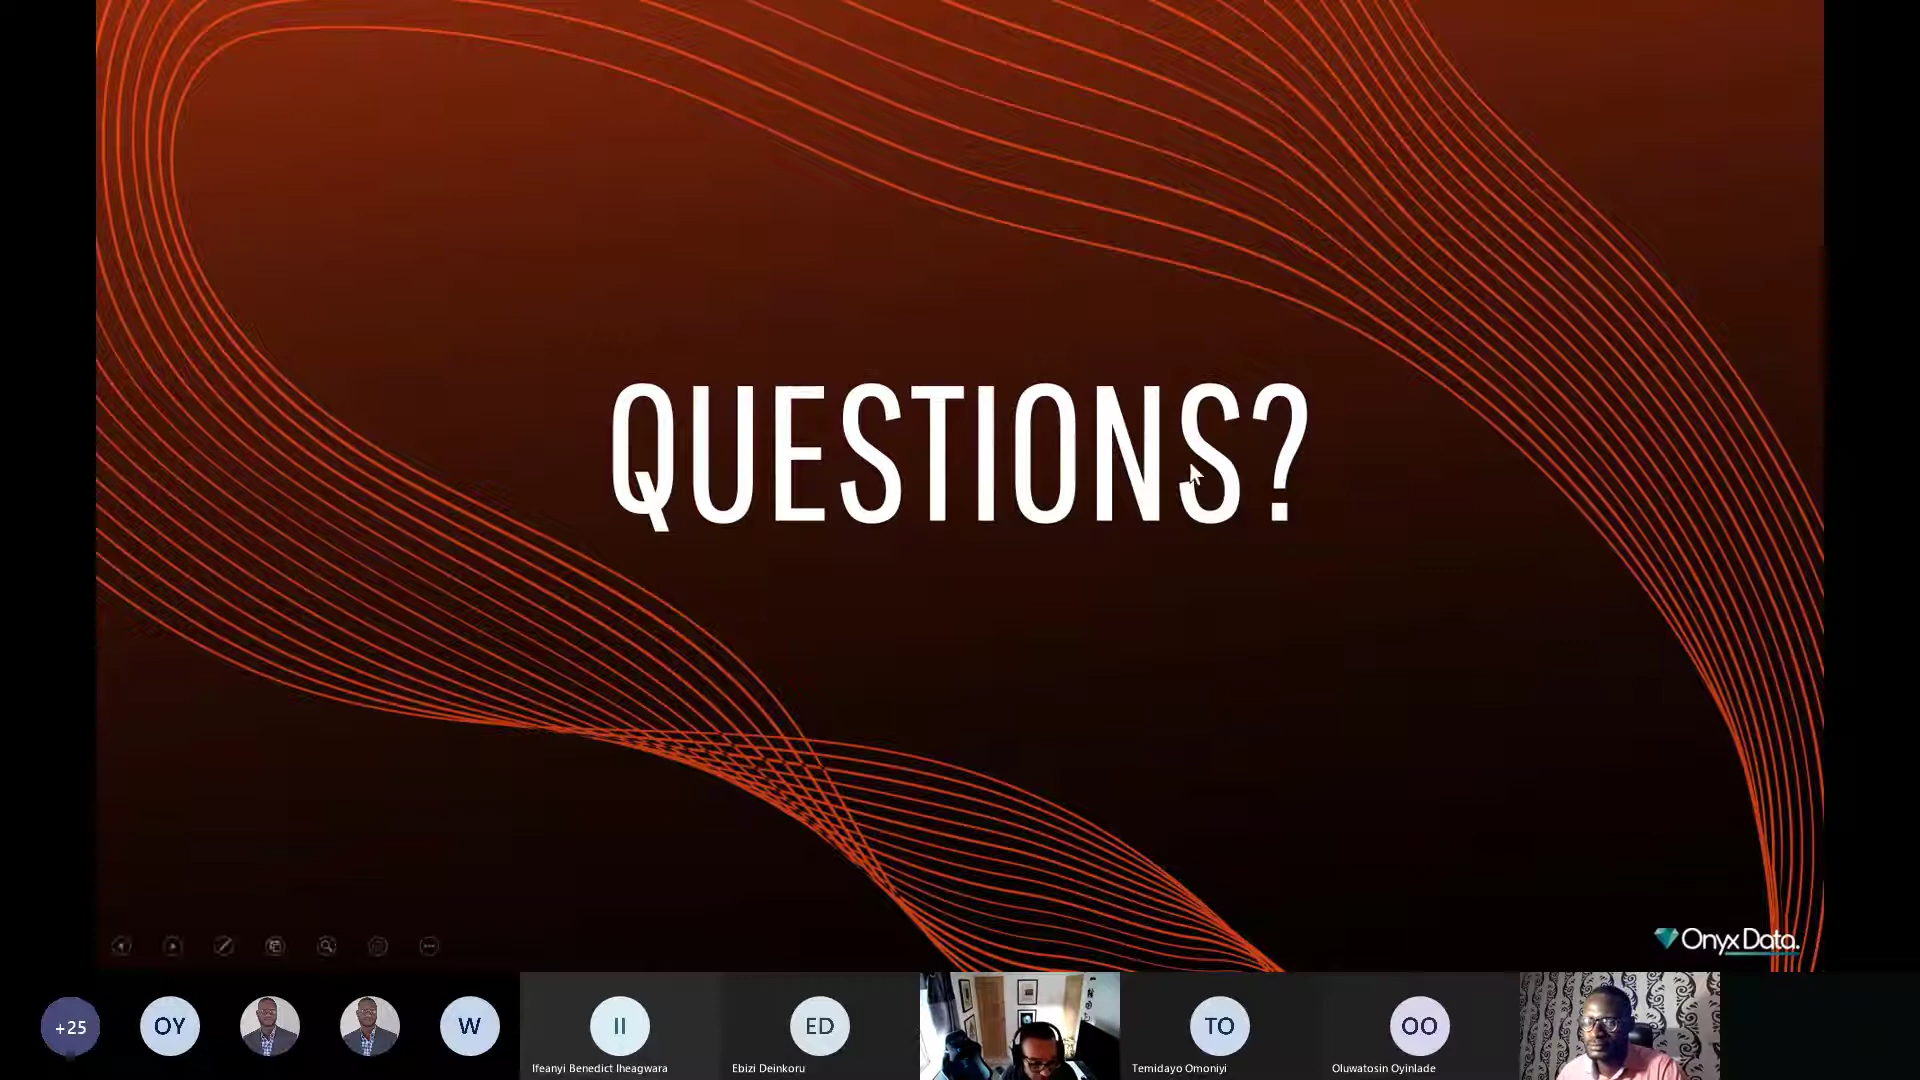 QUESTIONS?
Onyx Data.
+25
OY
W
II
ED
TO
OO
Ifeanyi Benedict Iheagwara
Ebizi Deinkoru
Temidayo Omoniyi
Oluwatosin Oyinlade